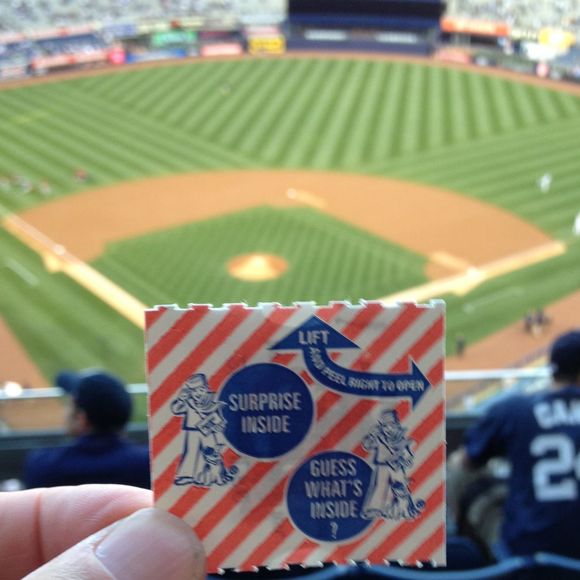 LIFT
AND PEEL RIGHT TO OPEN
SURPRISE
INSIDE
GUESS
WHAT'S
INSIDE
?